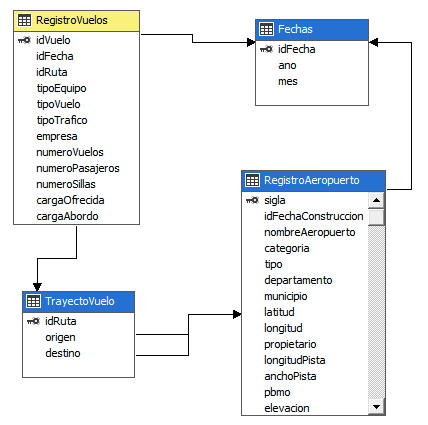 RegistroVuelos
idVuelo
idFecha
idRuta
tipoEquipo
tipoVuelo
tipoTrafico
empresa
numeroVuelos
numeroPasajeros
numeroSillas
cargaOfrecida
cargaAbordo
Fechas
idFecha
ano
mes
RegistroAeropuerto
sigla
idFechaConstruccion
nombreAeropuerto
categoria
tipo
departamento
municipio
latitud
longitud
propietario
longitudPista
anchoPista
pbmo
elevacion
TrayectoVuelo
idRuta
origen
destino